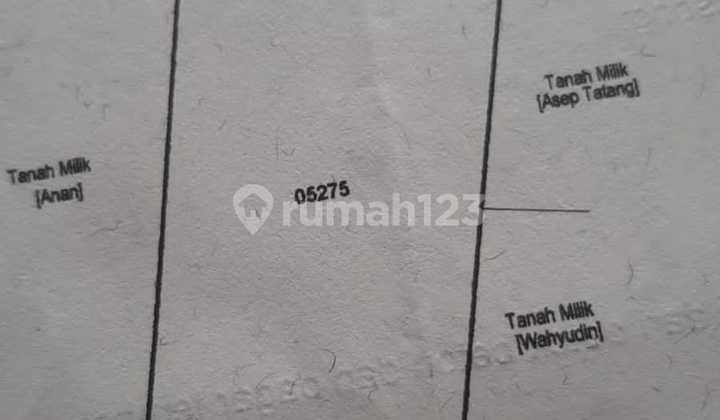 Tanah Milik
[Asep Tatang]
Tanah Milik
[Anan]
05275
rumah123
Tanah Milik
[Wahyudin]